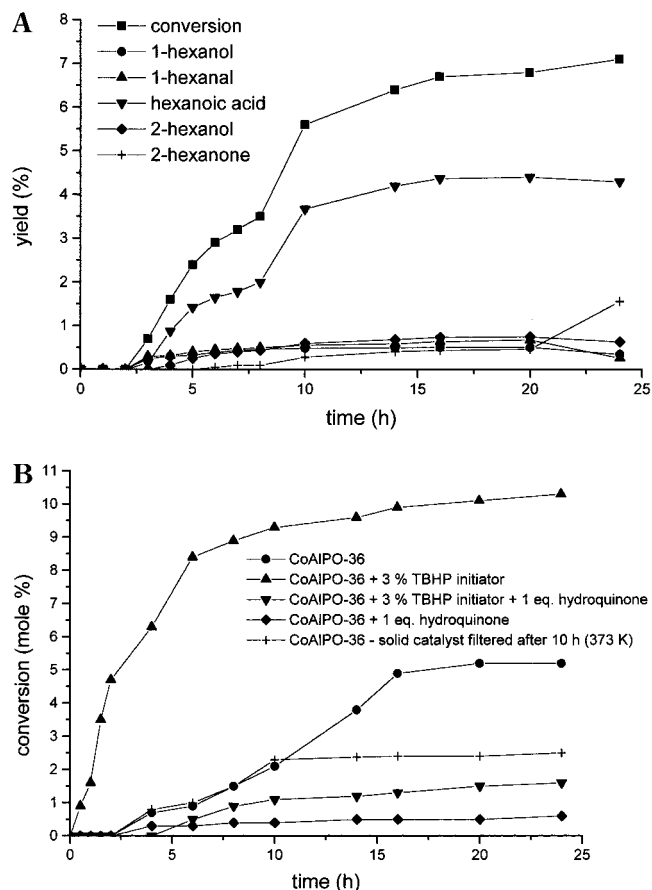 A
conversion
1-hexanol
1-hexanal
hexanoic acid
2-hexanol
2-hexanone
8
7
6
5
4
3
2
1
0
yield (%)
0 5 10 15 20 25
time (h)
B
11
10
9
8
7
6
5
4
3
2
1
0
conversion (mole %)
CoAlPO-36
CoAlPO-36 + 3 % TBHP initiator
CoAlPO-36 + 3 % TBHP initiator + 1 eq. hydroquinone
CoAlPO-36 + 1 eq. hydroquinone
CoAlPO-36 - solid catalyst filtered after 10 h (373 K)
0 5 10 15 20 25
time (h)